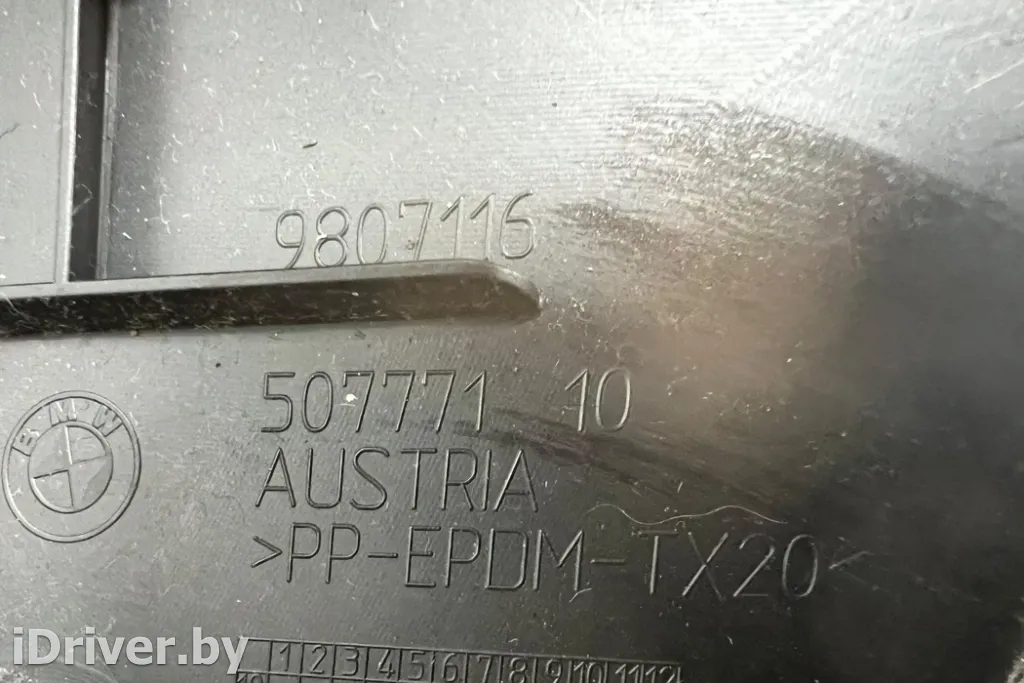 9807116
507771 10
BMW
AUSTRIA
>PP-EPDM-TX20<
1 2 3 4 5 6 7 8 9 10 11 12
iDriver.by